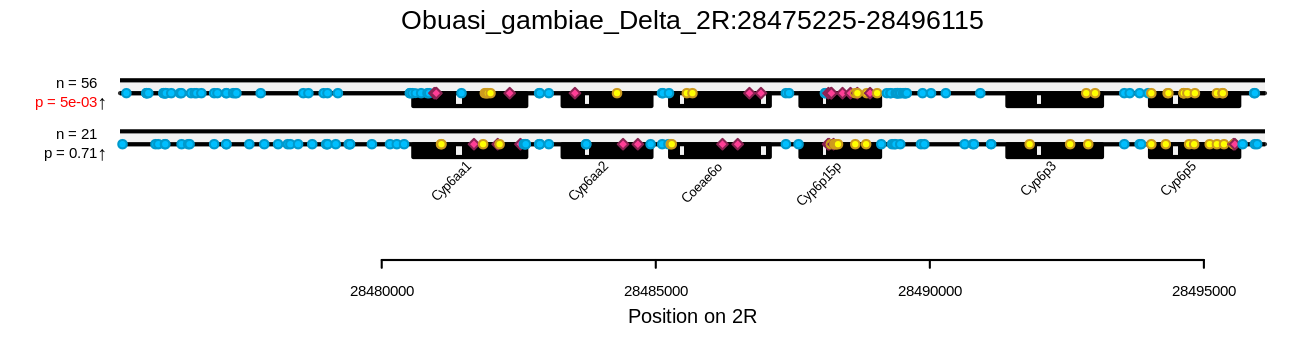 Obuasi_gambiae_Delta_2R:28475225-28496115
n = 56
p = 5e-03↑
n = 21
p = 0.71↑
Cyp6aa1
Cyp6aa2
Coeae6o
Cyp6p15p
Cyp6p3
Cyp6p5
28480000
28485000
28490000
28495000
Position on 2R